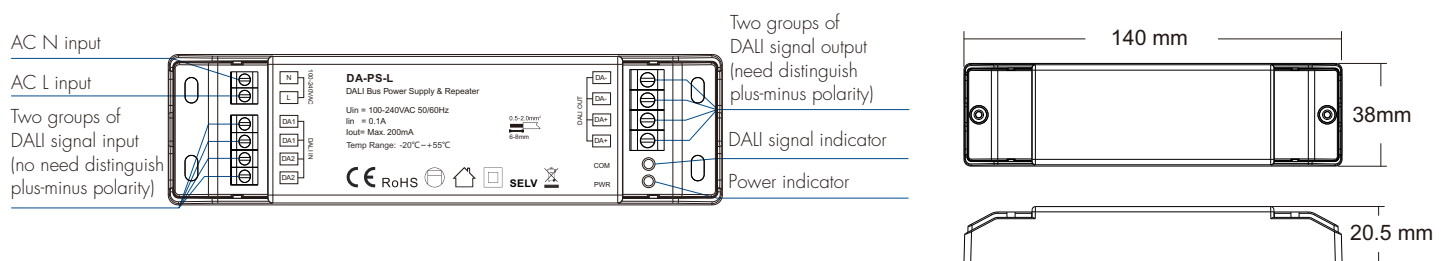 AC N input
AC L input
Two groups of
DALI signal input
(no need distinguish
plus-minus polarity)
N
L
100-240VAC
DA1
DA1
DA2
DA2
DALI IN
DA-PS-L
DALI Bus Power Supply & Repeater
Uin = 100-240VAC 50/60Hz
Iin = 0.1A
Iout= Max. 200mA
Temp Range: -20℃~+55℃
0.5-2.0mm²
6-8mm
CE RoHS SELV
DALI OUT
DA-
DA-
DA+
DA+
COM
PWR
Two groups of
DALI signal output
(need distinguish
plus-minus polarity)
DALI signal indicator
Power indicator
140 mm
38mm
20.5 mm